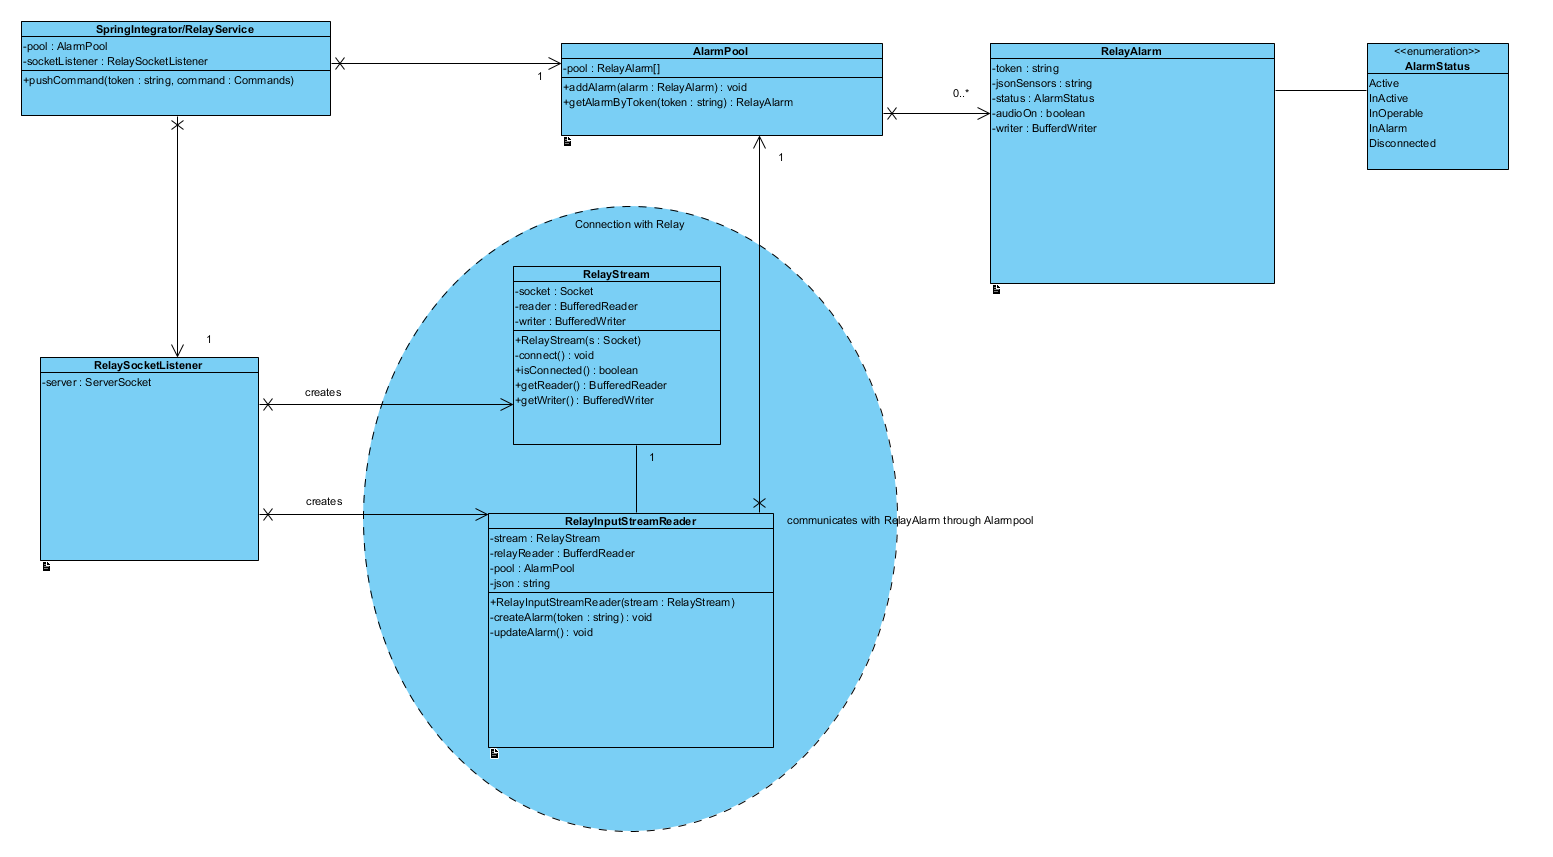 SpringIntegrator/RelayService
-pool : AlarmPool
-socketListener : RelaySocketListener
+pushCommand(token : string, command : Commands)
1
AlarmPool
-pool : RelayAlarm[]
+addAlarm(alarm : RelayAlarm) : void
+getAlarmByToken(token : string) : RelayAlarm
0..*
RelayAlarm
-token : string
-jsonSensors : string
-status : AlarmStatus
-audioOn : boolean
-writer : BufferdWriter
<<enumeration>>
AlarmStatus
Active
InActive
InOperable
InAlarm
Disconnected
1
1
Connection with Relay
RelayStream
-socket : Socket
-reader : BufferedReader
-writer : BufferedWriter
+RelayStream(s : Socket)
-connect() : void
+isConnected() : boolean
+getReader() : BufferedReader
+getWriter() : BufferedWriter
RelaySocketListener
-server : ServerSocket
creates
creates
1
RelayInputStreamReader
-stream : RelayStream
-relayReader : BufferdReader
-pool : AlarmPool
-json : string
+RelayInputStreamReader(stream : RelayStream)
-createAlarm(token : string) : void
-updateAlarm() : void
communicates with RelayAlarm through Alarmpool